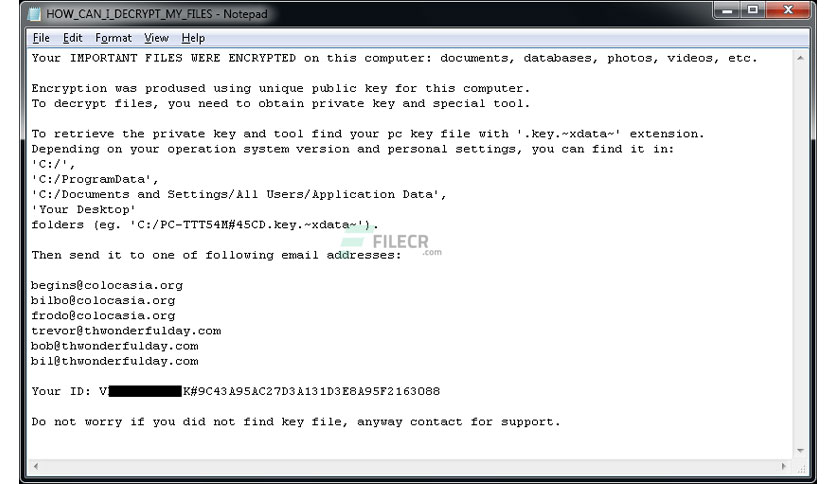 HOW_CAN_I_DECRYPT_MY_FILES - Notepad
File Edit Format View Help
Your IMPORTANT FILES WERE ENCRYPTED on this computer: documents, databases, photos, videos, etc.
Encryption was prodused using unique public key for this computer.
To decrypt files, you need to obtain private key and special tool.
To retrieve the private key and tool find your pc key file with '.key.~xdata~' extension.
Depending on your operation system version and personal settings, you can find it in:
'C:/',
'C:/ProgramData',
'C:/Documents and Settings/All Users/Application Data',
'Your Desktop'
folders (eg. 'C:/PC-TTT54M#45CD.key.~xdata~').
FILECR
.com
Then send it to one of following email addresses:
begins@colocasia.org
bilbo@colocasia.org
frodo@colocasia.org
trevor@thwonderfulday.com
bob@thwonderfulday.com
bil@thwonderfulday.com
Your ID: V K#9C43A95AC27D3A131D3E8A95F2163088
Do not worry if you did not find key file, anyway contact for support.